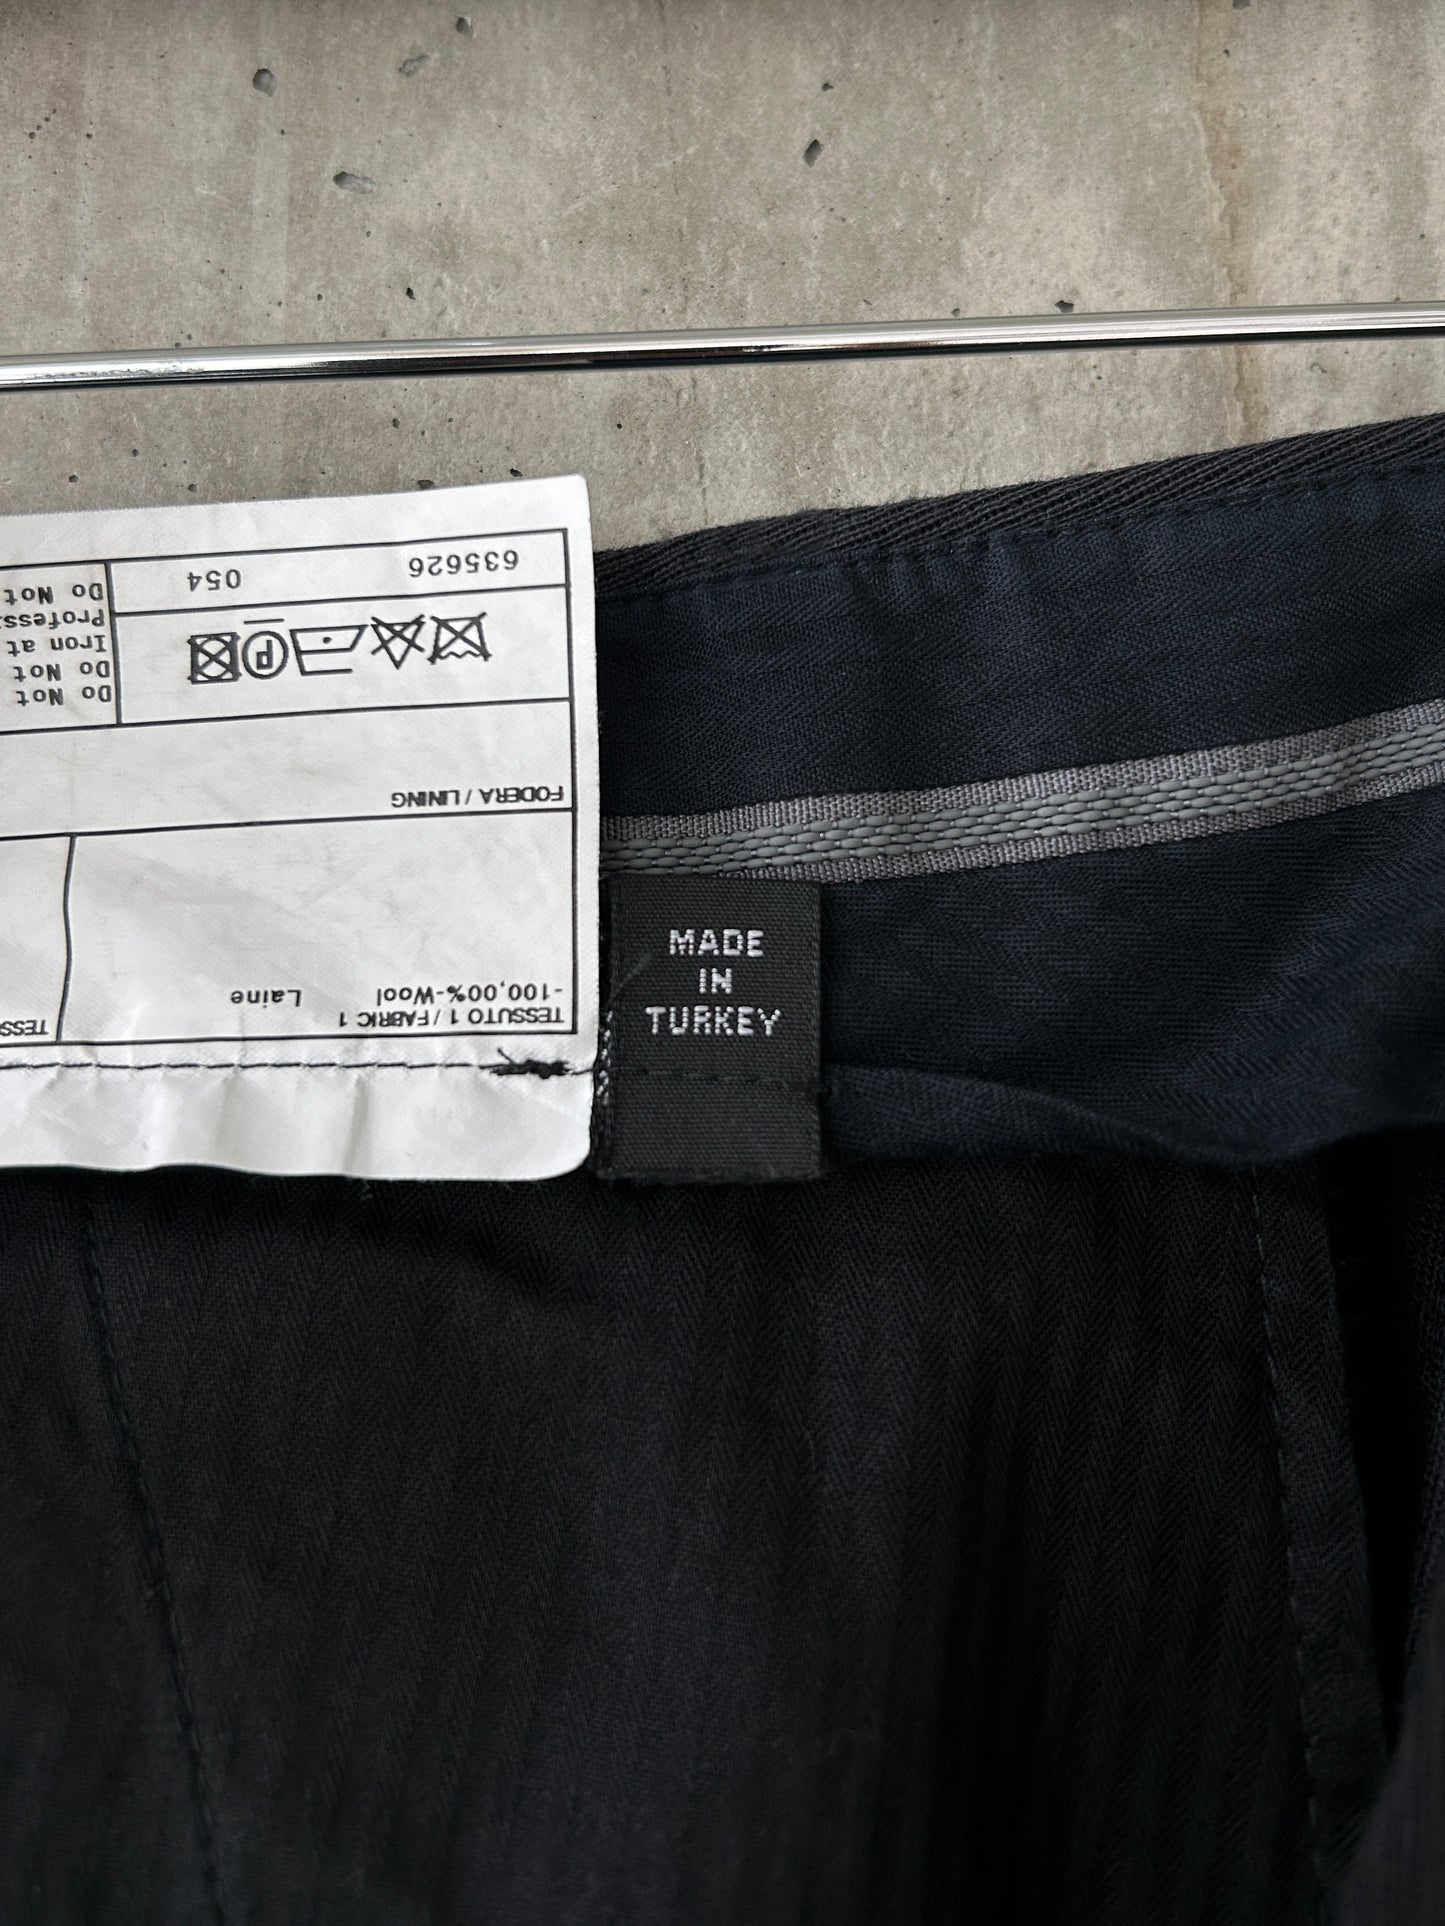 TESSUTO 1 / FABRIC 1
-100,00%-Wool Laine
TESSU
FODERA / LINING
Do Not
Do Not
Iron at
Profess
Do Not
635626 054
MADE
IN
TURKEY